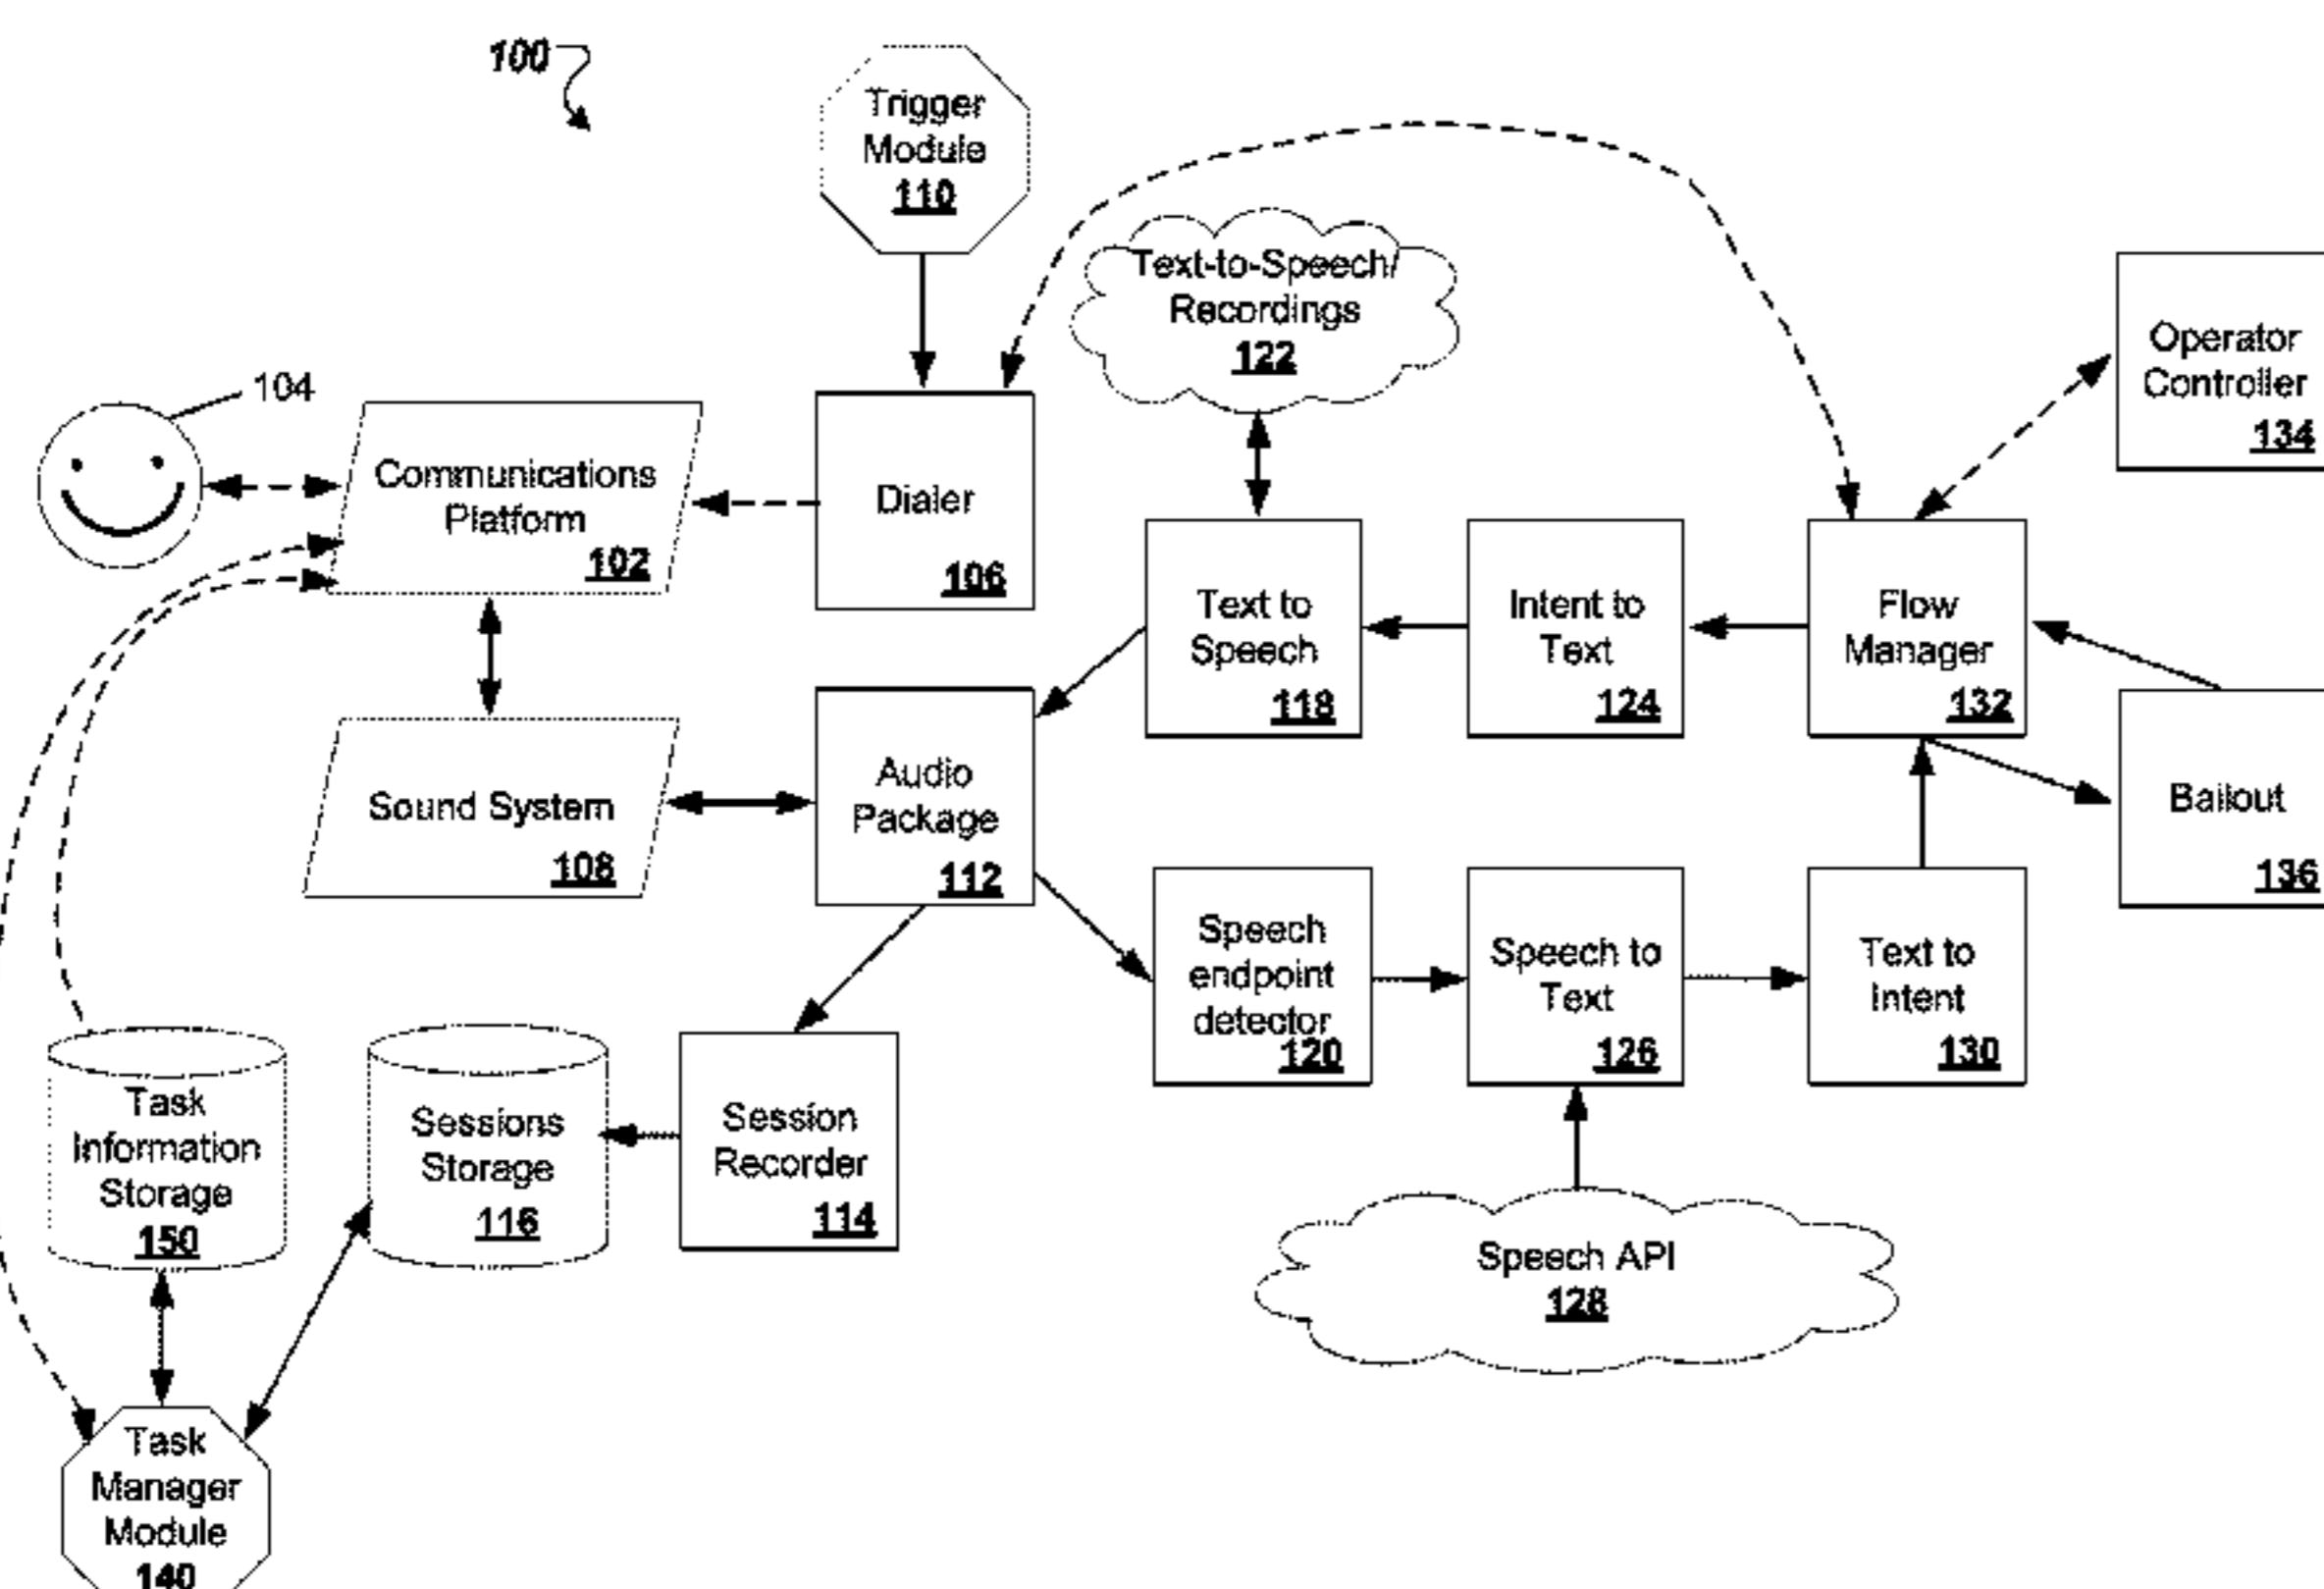 100
Trigger
Module
110
Text-to-Speech/
Recordings
122
Operator
Controller
134
104
Communications
Platform
102
Dialer
106
Text to
Speech
118
Intent to
Text
124
Flow
Manager
132
Sound System
108
Audio
Package
112
Bailout
136
Speech
endpoint
detector
120
Speech to
Text
126
Text to
Intent
130
Task
Information
Storage
150
Sessions
Storage
116
Session
Recorder
114
Speech API
128
Task
Manager
Module
140